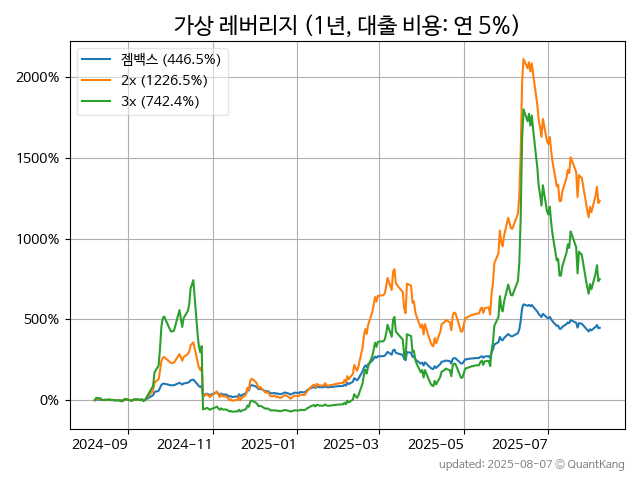 가상 레버리지 (1년, 대출 비용: 연 5%)
젬백스 (446.5%)
2x (1226.5%)
3x (742.4%)
2000%
1500%
1000%
500%
0%
2024-09 2024-11 2025-01 2025-03 2025-05 2025-07
updated: 2025-08-07 © QuantKang